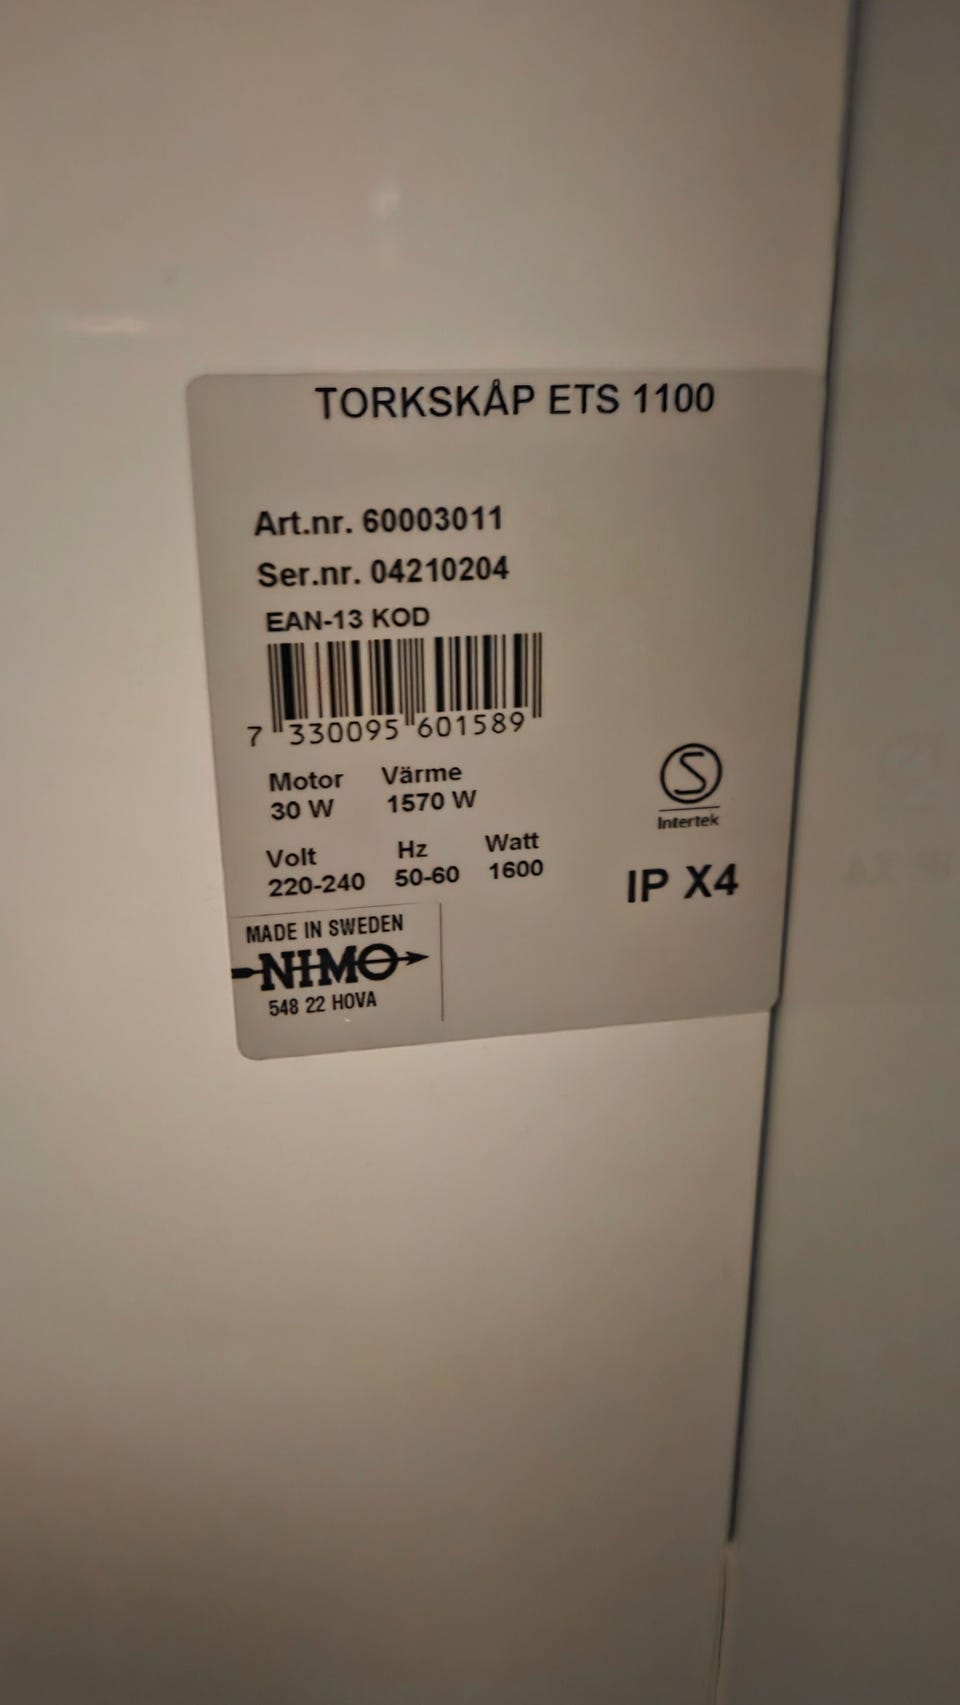 TORKSKÅP ETS 1100
Art.nr. 60003011
Ser.nr. 04210204
EAN-13 KOD
7 330095 601589
Motor Värme
30 W 1570 W
S
Intertek
Volt Hz Watt
220-240 50-60 1600
IP X4
MADE IN SWEDEN
NIMO
548 22 HOVA